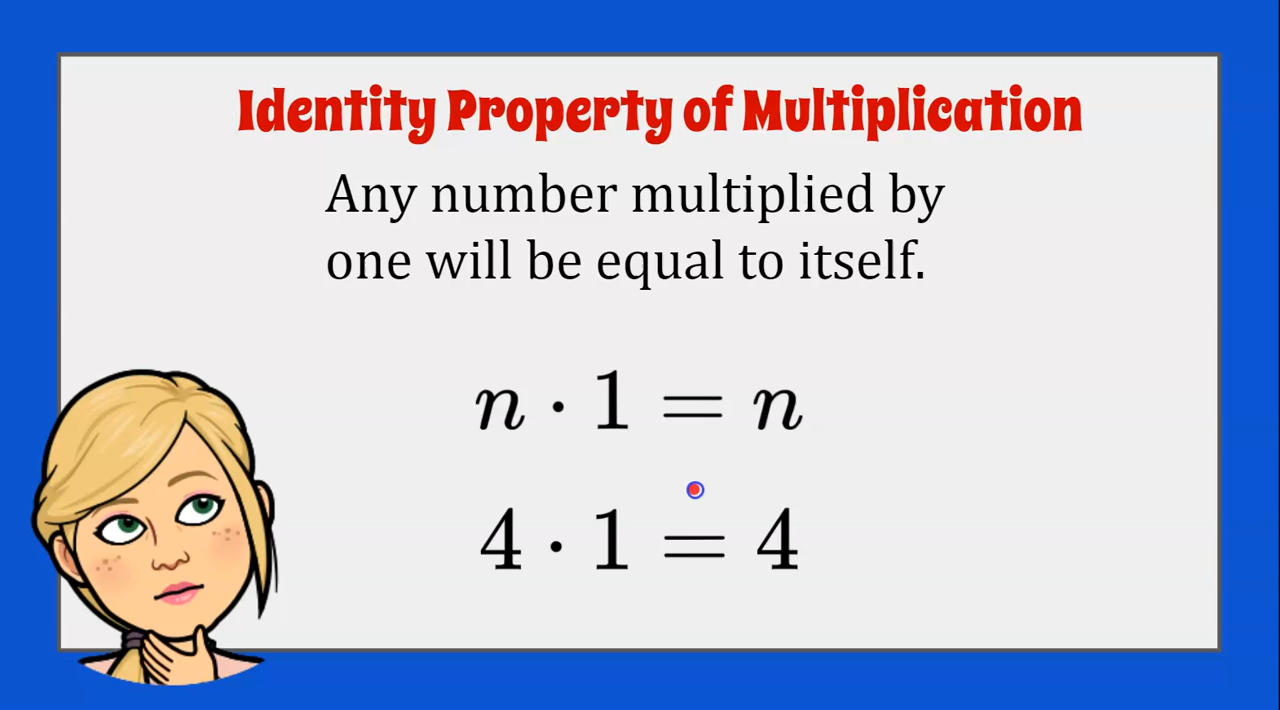 Identity Property of Multiplication
Any number multiplied by
one will be equal to itself.
n · 1 = n
4 · 1 = 4